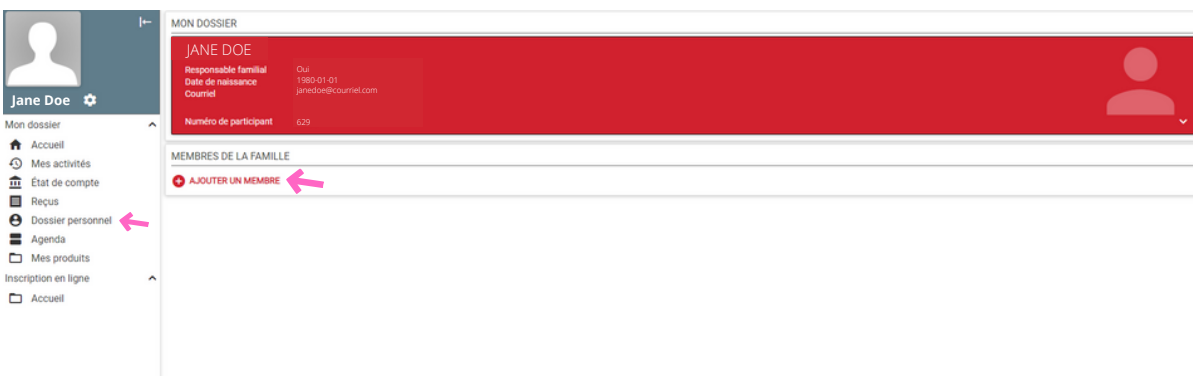 Jane Doe
Mon dossier
Accueil
Mes activités
État de compte
Reçus
Dossier personnel
Agenda
Mes produits
Inscription en ligne
Accueil
MON DOSSIER
JANE DOE
Responsable familial Oui
Date de naissance 1980-01-01
Courriel janedoe@courriel.com
Numéro de participant 629
MEMBRES DE LA FAMILLE
AJOUTER UN MEMBRE